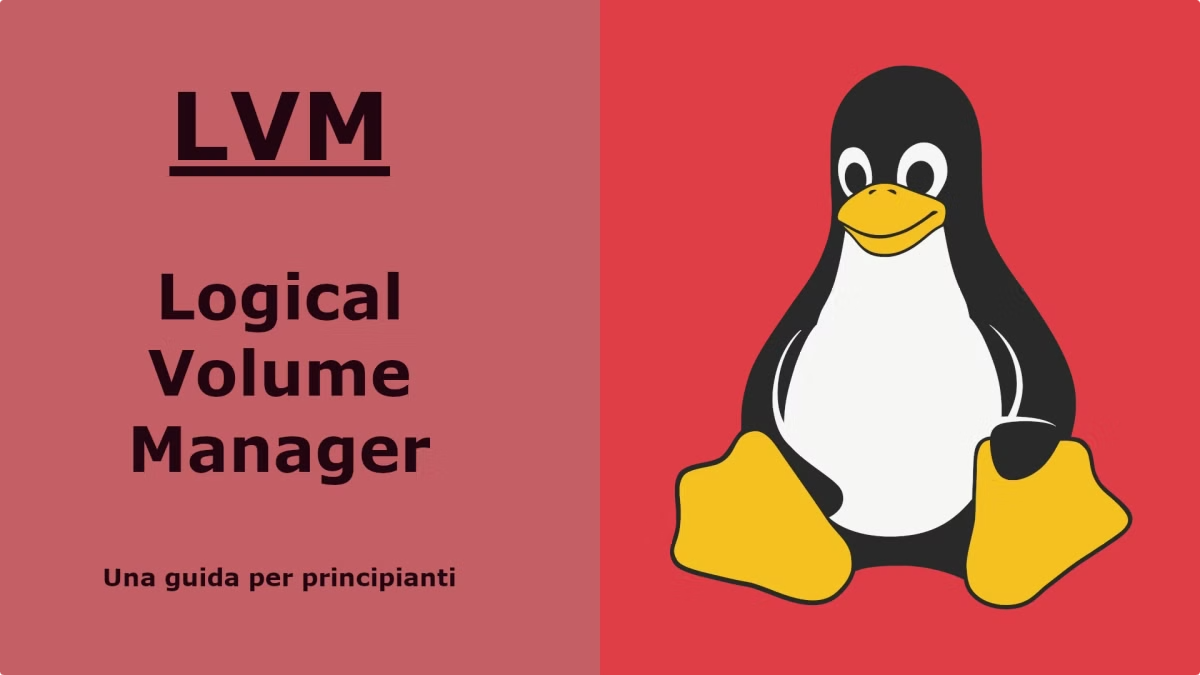 LVM
Logical
Volume
Manager
Una guida per principianti